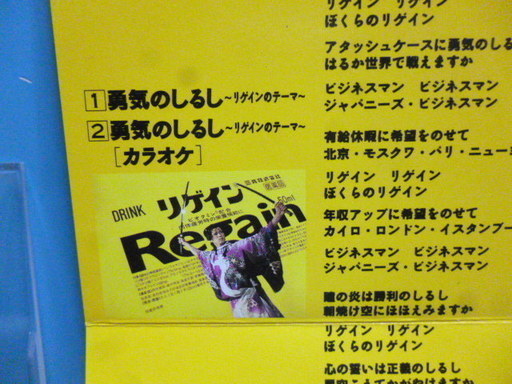 1 勇気のしるし〜リゲインのテーマ〜
2 勇気のしるし〜リゲインのテーマ〜
[カラオケ]
DRINK リゲイン
Regain
50ml
リゲイン リゲイン
ぼくらのリゲイン
アタッシュケースに勇気のしる
はるか世界で戦えますか
ビジネスマン ビジネスマン
ジャパニーズ・ビジネスマン
有給休暇に希望をのせて
北京・モスクワ・パリ・ニュー
リゲイン リゲイン
ぼくらのリゲイン
年収アップに希望をのせて
カイロ・ロンドン・イスタンブー
ビジネスマン ビジネスマン
ジャパニーズ・ビジネスマン
瞳の炎は勝利のしるし
朝焼け空にほほえみますか
リゲイン リゲイン
ぼくらのリゲイン
心の誓いは正義のしるし